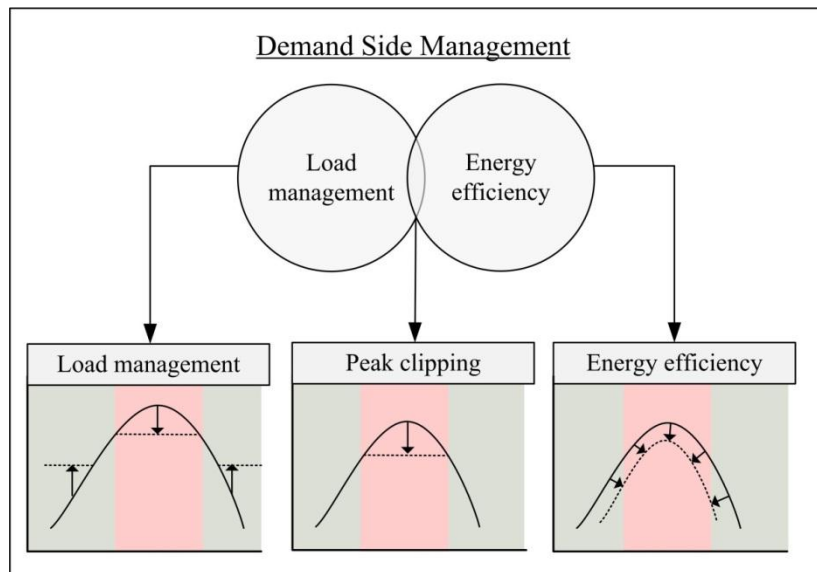 Demand Side Management
Load
management
Energy
efficiency
Load management
Peak clipping
Energy efficiency